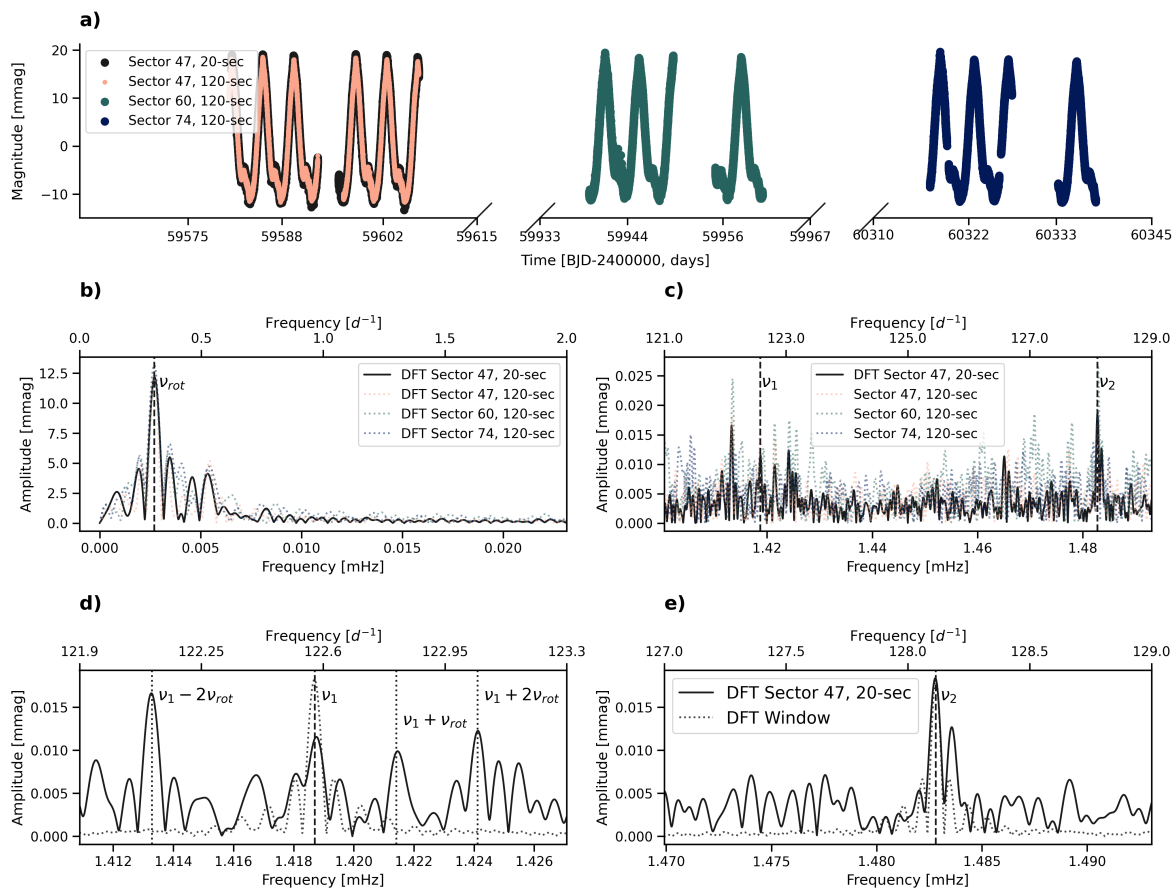 a)
Magnitude [mmag]
20
10
0
−10
Sector 47, 20-sec
Sector 47, 120-sec
Sector 60, 120-sec
Sector 74, 120-sec
59575 59588 59602 59615 59933 59944 59956 59967 60310 60322 60333 60345
Time [BJD-2400000, days]
b)
Frequency [d⁻¹]
0.0 0.5 1.0 1.5 2.0
Amplitude [mmag]
12.5
10.0
7.5
5.0
2.5
0.0
ν_rot
DFT Sector 47, 20-sec
DFT Sector 47, 120-sec
DFT Sector 60, 120-sec
DFT Sector 74, 120-sec
0.000 0.005 0.010 0.015 0.020
Frequency [mHz]
c)
Frequency [d⁻¹]
121.0 123.0 125.0 127.0 129.0
Amplitude [mmag]
0.025
0.020
0.015
0.010
0.005
0.000
ν₁
DFT Sector 47, 20-sec
Sector 47, 120-sec
Sector 60, 120-sec
Sector 74, 120-sec
ν₂
1.42 1.44 1.46 1.48
Frequency [mHz]
d)
Frequency [d⁻¹]
121.9 122.25 122.6 122.95 123.3
Amplitude [mmag]
0.015
0.010
0.005
0.000
ν₁ − 2ν_rot
ν₁
ν₁ + ν_rot
ν₁ + 2ν_rot
1.412 1.414 1.416 1.418 1.420 1.422 1.424 1.426
Frequency [mHz]
e)
Frequency [d⁻¹]
127.0 127.5 128.0 128.5 129.0
Amplitude [mmag]
0.015
0.010
0.005
0.000
DFT Sector 47, 20-sec
DFT Window
ν₂
1.470 1.475 1.480 1.485 1.490
Frequency [mHz]